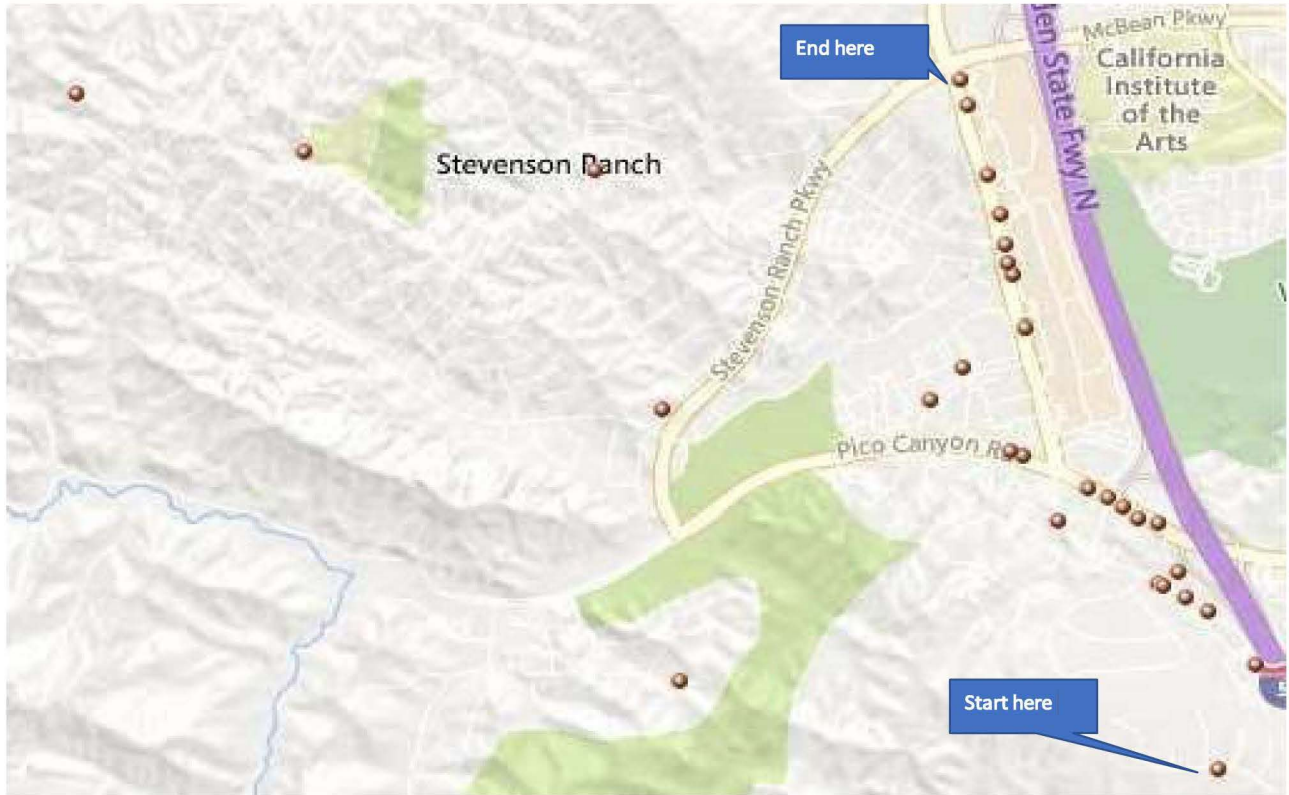 End here
McBean Pkwy
California
Institute
of the
Arts
den State Fwy N
Stevenson Ranch
Stevenson Ranch Pkwy
Pico Canyon R
Start here